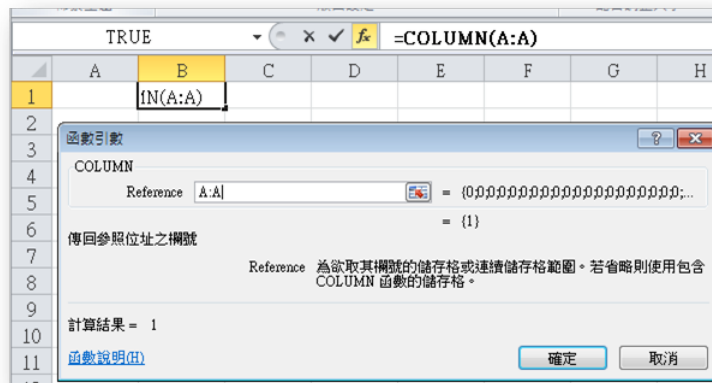 TRUE
fx
=COLUMN(A:A)
A B C D E F G H
1 ΙN(A:A)
2
3
4
5
6
7
8
9
10
11
函數引數
COLUMN
Reference A:A = {0;0;0;0;0;0;0;0;0;0;0;0;0;0;0;0;0;0;0;0;0;0;...
= {1}
傳回參照位址之欄號
Reference 為欲取其欄號的儲存格或連續儲存格範圍。若省略則使用包含
COLUMN 函數的儲存格。
計算結果 = 1
函數說明(H)
確定 取消